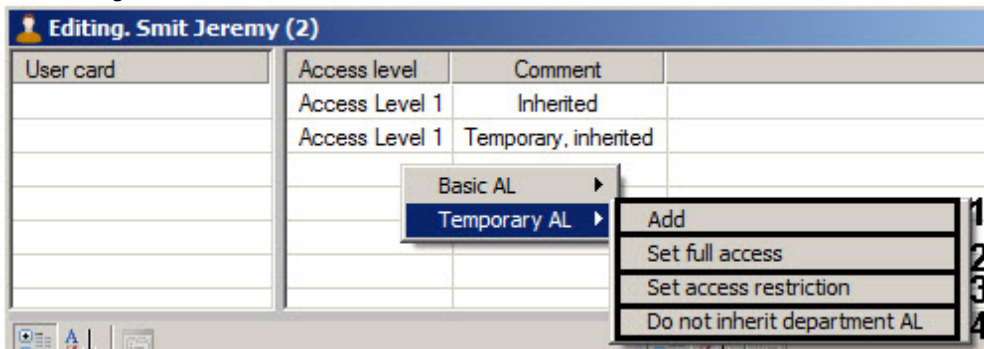 Editing. Smit Jeremy (2)
User card Access level Comment
Access Level 1 Inherited
Access Level 1 Temporary, inherited
Basic AL
Temporary AL Add 1
Set full access 2
Set access restriction 3
Do not inherit department AL 4